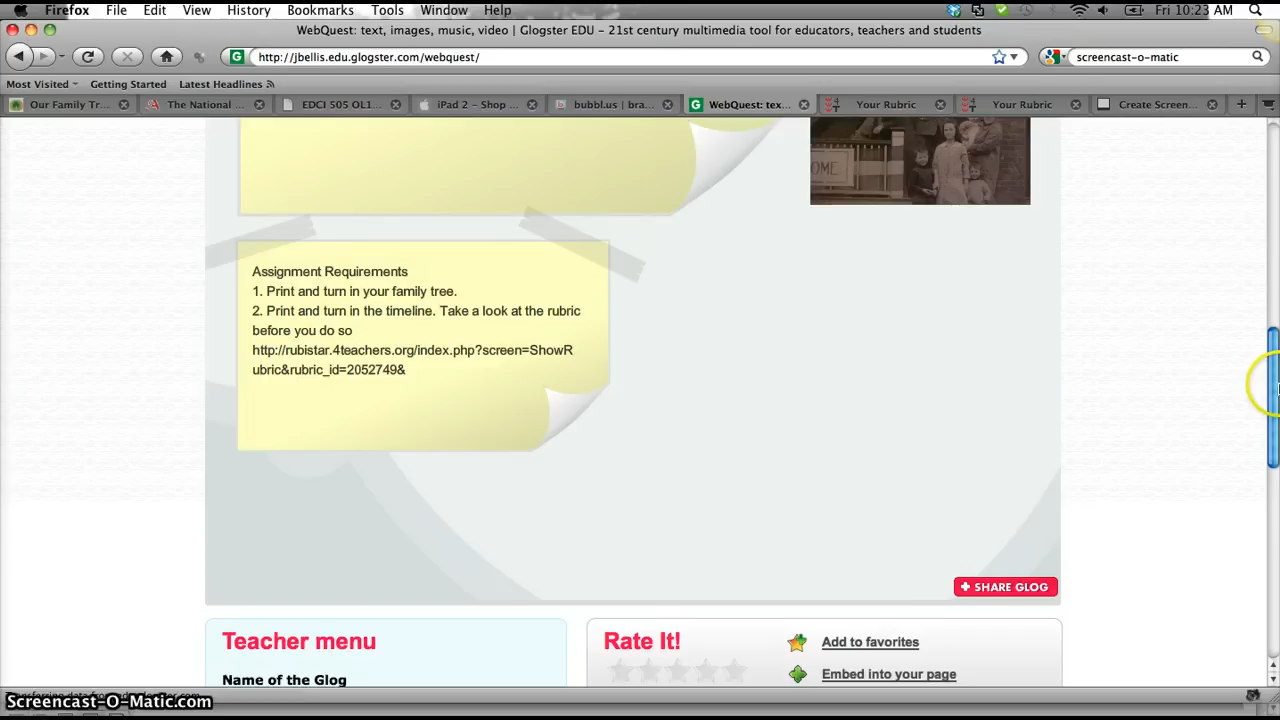 Firefox File Edit View History Bookmarks Tools Window Help Fri 10:23 AM
WebQuest: text, images, music, video | Glogster EDU – 21st century multimedia tool for educators, teachers and students
http://jbellis.edu.glogster.com/webquest/ screencast-o-matic
Most Visited Getting Started Latest Headlines
Our Family Tr... The National ... EDCI 505 OL1... iPad 2 – Shop ... bubbl.us | bra... WebQuest: tex... Your Rubric Your Rubric Create Screen...
OME
Assignment Requirements
1. Print and turn in your family tree.
2. Print and turn in the timeline. Take a look at the rubric
before you do so
http://rubistar.4teachers.org/index.php?screen=ShowR
ubric&rubric_id=2052749&
SHARE GLOG
Teacher menu
Name of the Glog
Rate It!
Add to favorites
Embed into your page
Screencast-O-Matic.com